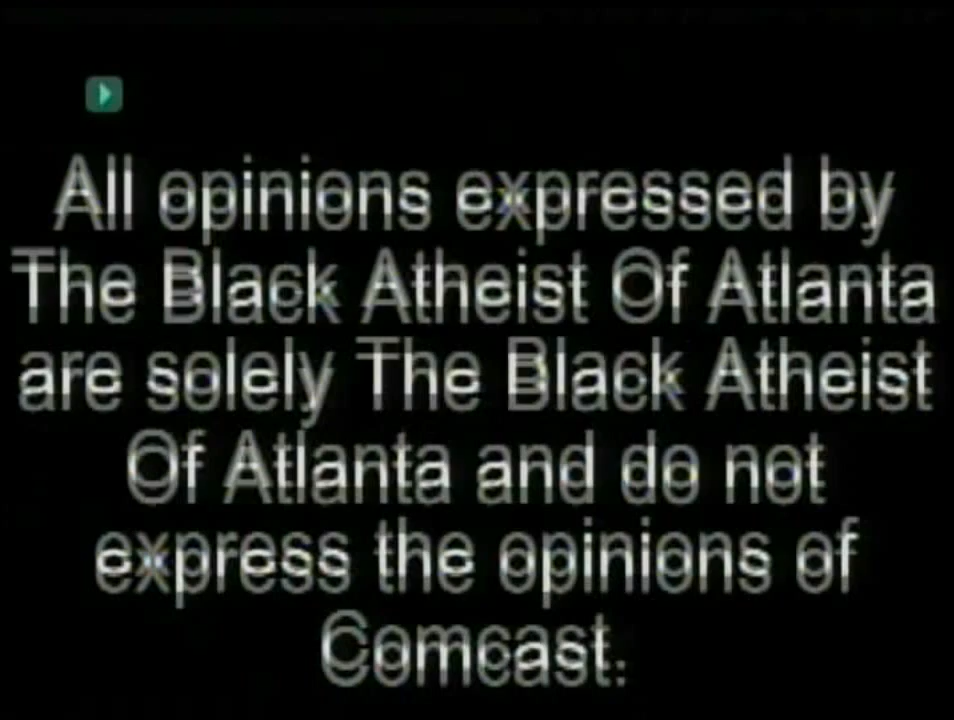 All opinions expressed by
The Black Atheist Of Atlanta
are solely The Black Atheist
Of Atlanta and do not
express the opinions of
Comcast.